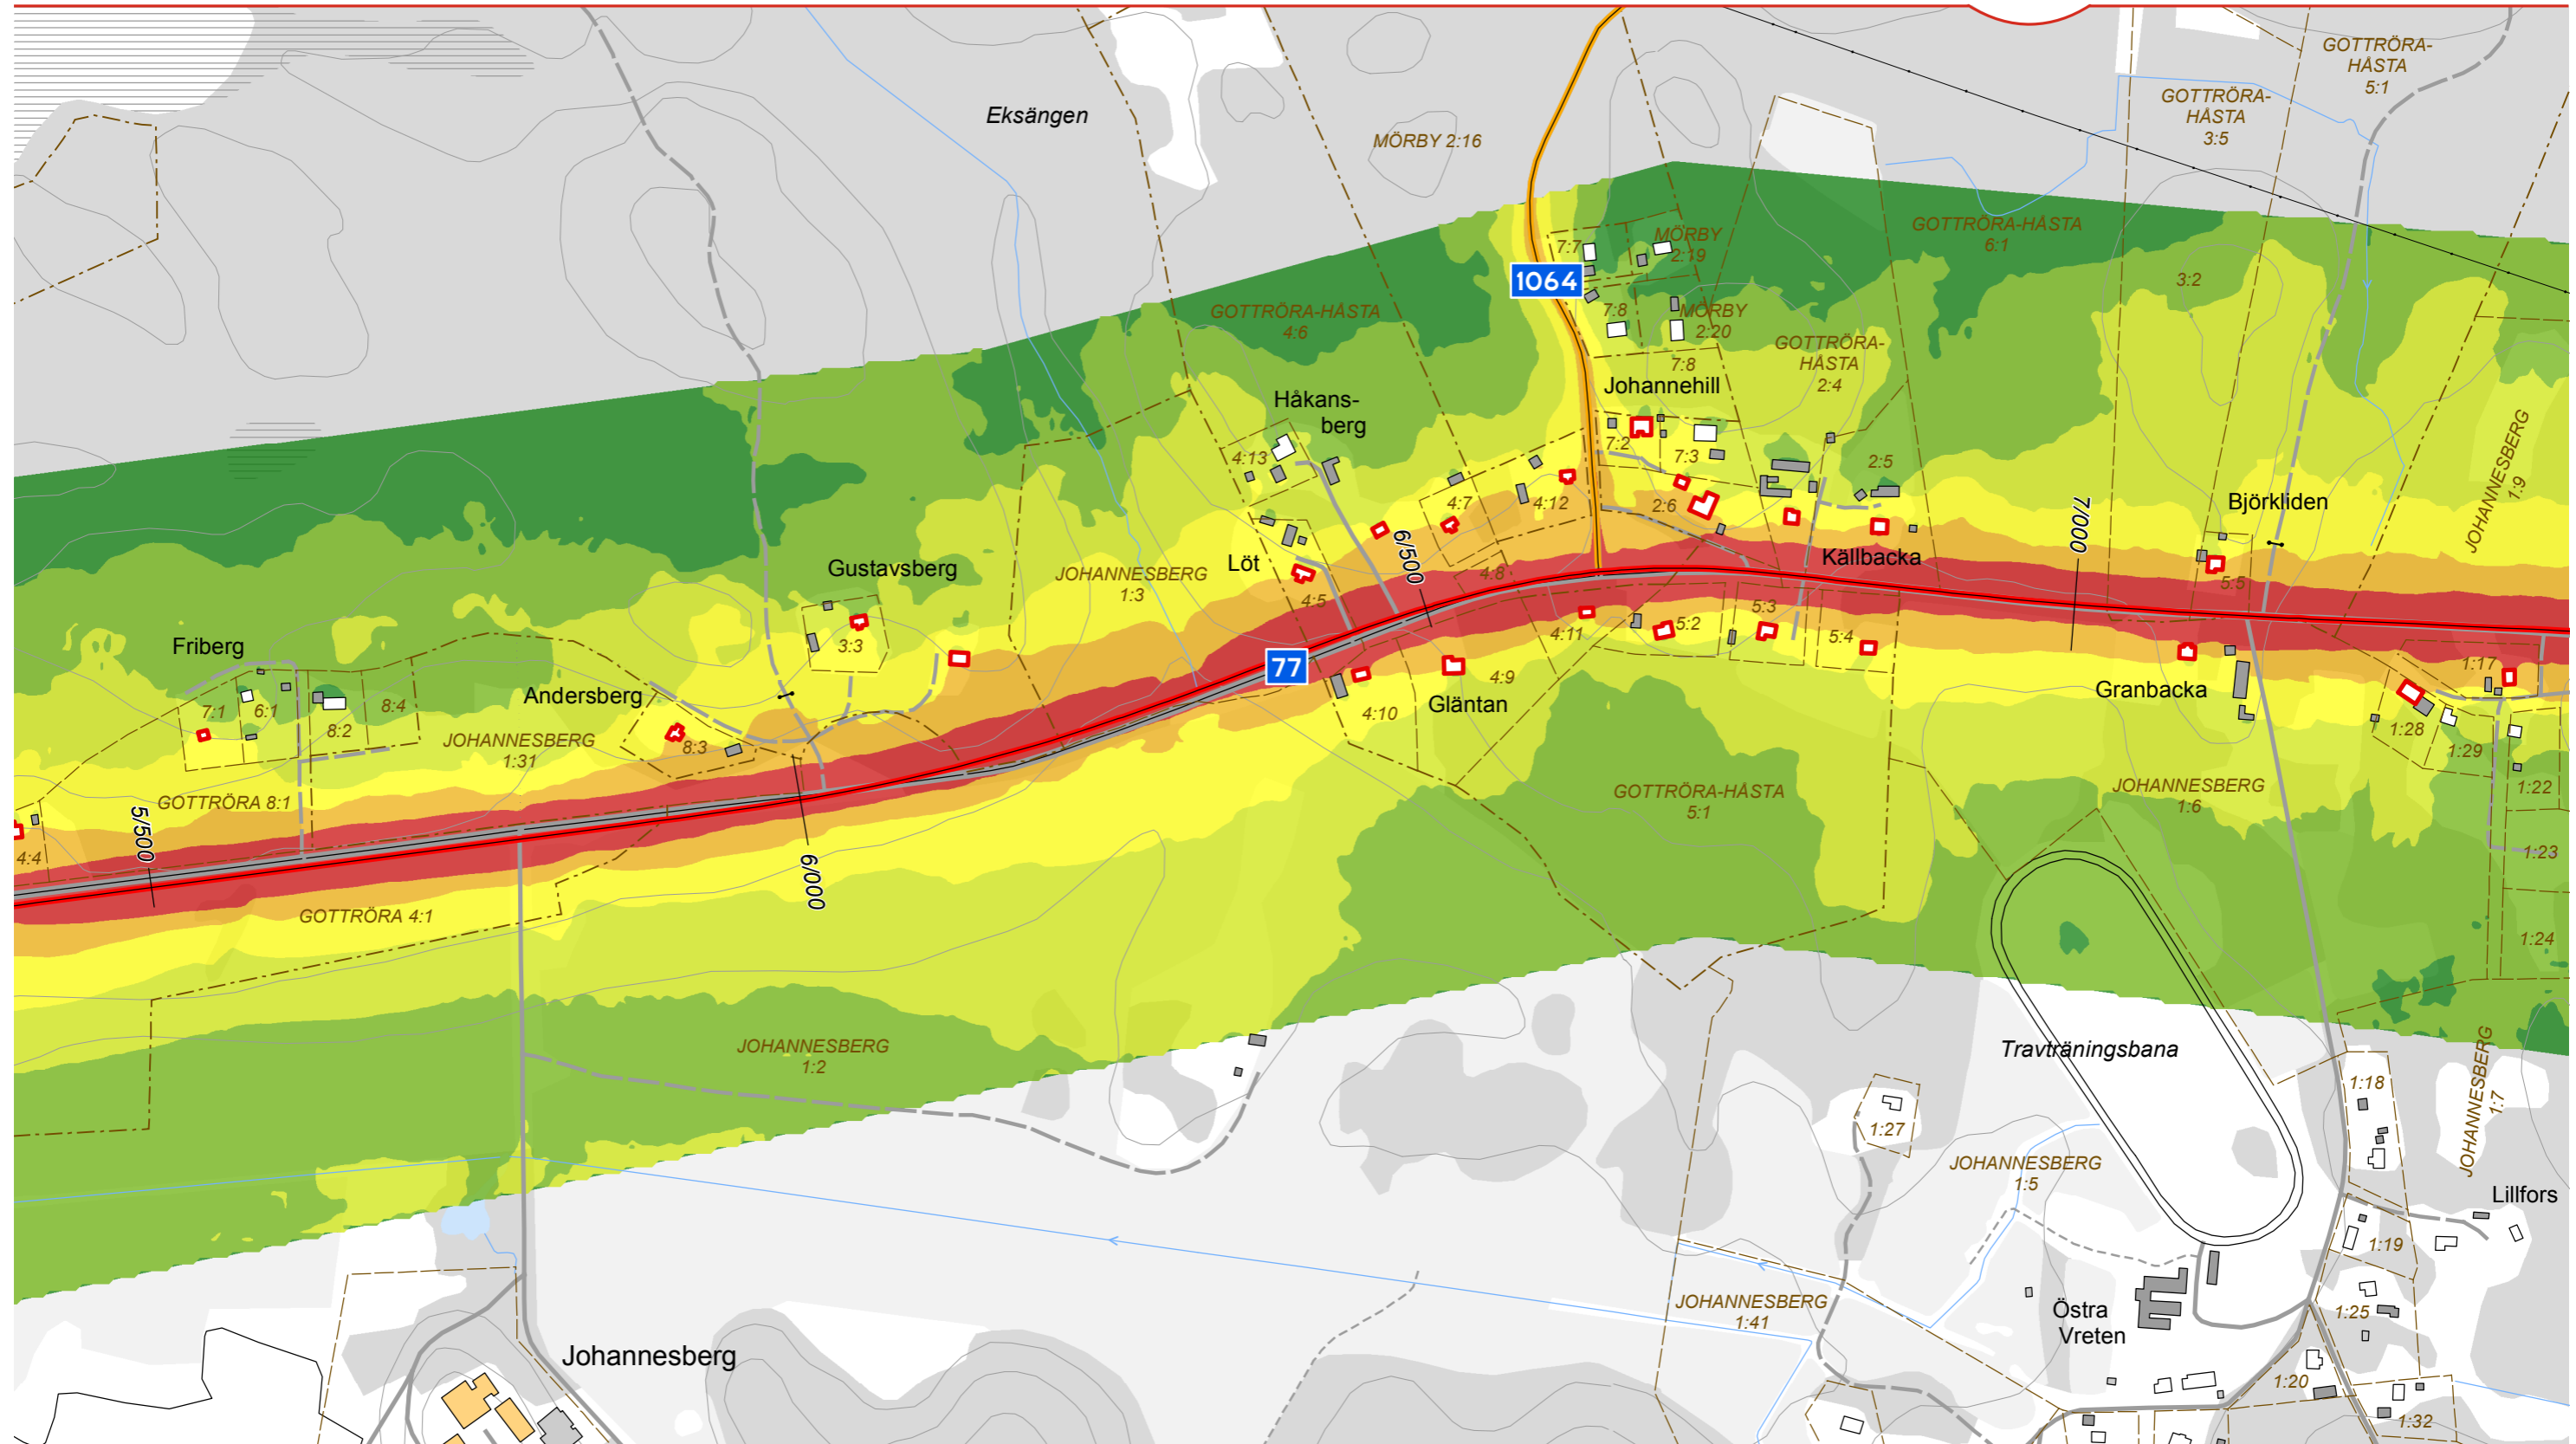 GOTTRÖRA-
HÅSTA
5:1
GOTTRÖRA-
HÅSTA
3:5
Eksängen
MÖRBY 2:16
GOTTRÖRA-HÅSTA
6:1
7:7
MÖRBY
2:19
1064
3:2
GOTTRÖRA-HÅSTA
4:6
7:8
MÖRBY
2:20
GOTTRÖRA-
HÅSTA
2:4
7:8
Johannehill
Håkans-
berg
7:2
7:3
4:13
2:5
JOHANNESBERG
1:9
4:7
4:12
2:6
Björkliden
7/000
6/500
Källbacka
Löt
Gustavsberg
JOHANNESBERG
1:3
4:8
5:5
4:5
5:3
5:2
4:11
5:4
Friberg
3:3
77
4:9
1:17
Andersberg
Granbacka
7:1
6:1
8:4
8:2
4:10
Gläntan
JOHANNESBERG
1:31
8:3
1:28
1:29
GOTTRÖRA 8:1
GOTTRÖRA-HÅSTA
5:1
JOHANNESBERG
1:6
1:22
5/500
4:4
6/000
1:23
GOTTRÖRA 4:1
1:24
JOHANNESBERG
1:2
Travträningsbana
1:18
JOHANNESBERG
1:7
1:27
JOHANNESBERG
1:5
Lillfors
1:19
JOHANNESBERG
1:41
Östra
Vreten
1:25
Johannesberg
1:20
1:32